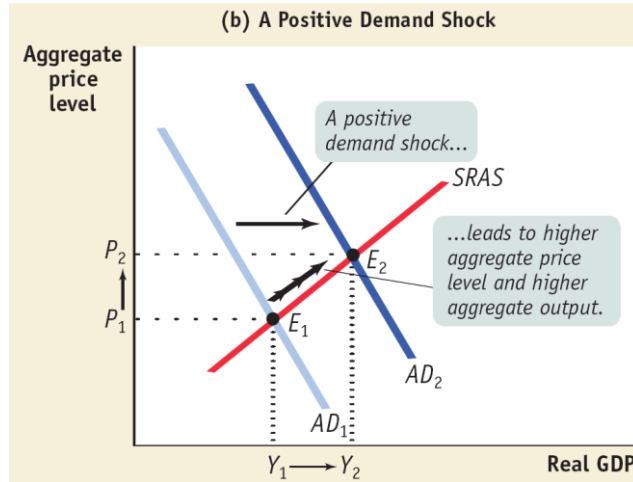 (b) A Positive Demand Shock
Aggregate
price
level
A positive
demand shock...
SRAS
P2
E2
...leads to higher
aggregate price
level and higher
aggregate output.
P1
E1
AD2
AD1
Y1 Y2
Real GDP